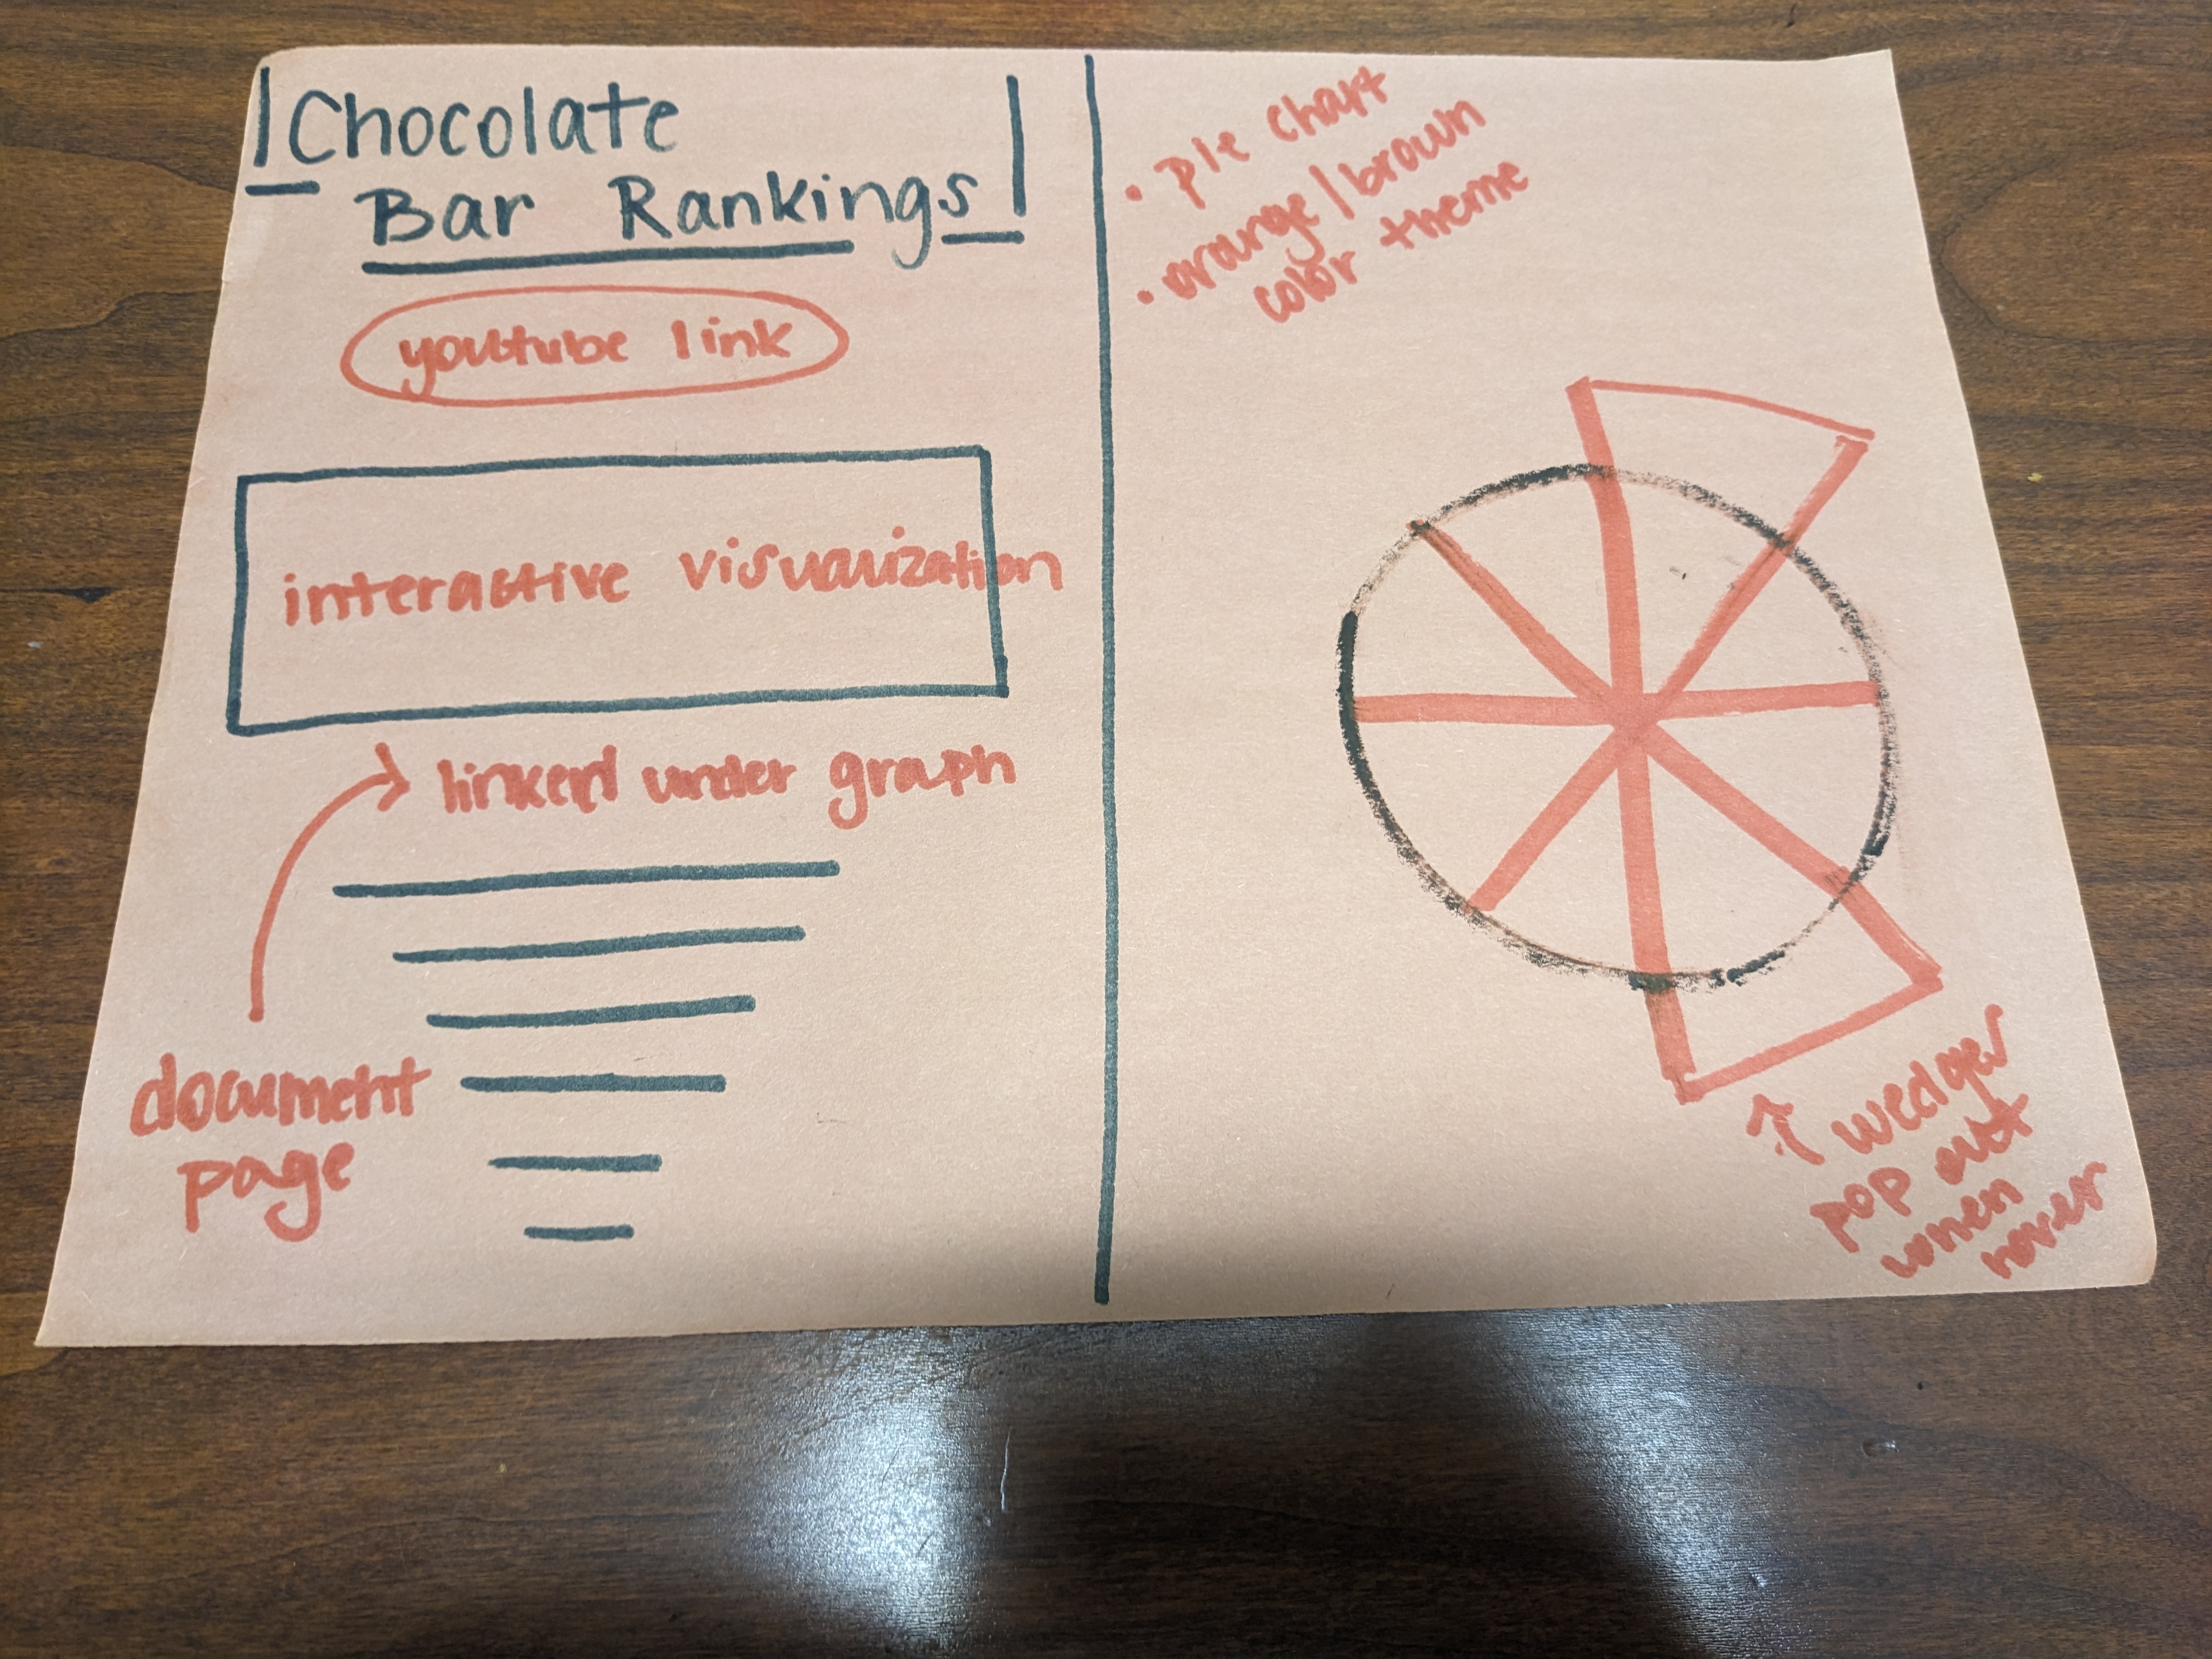 Chocolate
Bar Rankings
youtube link
interactive visualization
linked under graph
document
page
• pie chart
• orange/brown
color theme
↑ wedges
pop out
when
hover